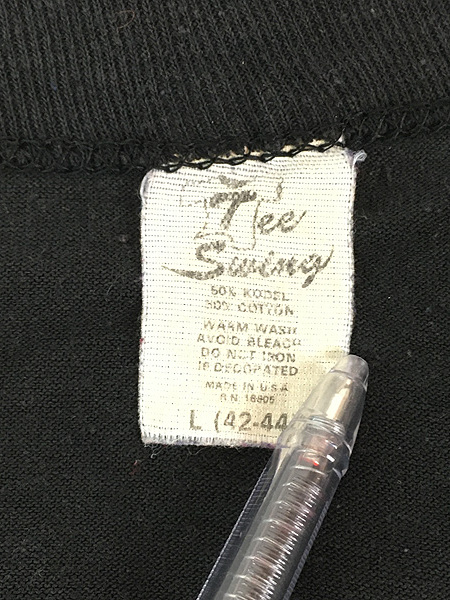 Tee
Swing
50% KODEL
50% COTTON
WARM WASH
AVOID BLEACH
DO NOT IRON
IF DECORATED
MADE IN U.S.A
R N 16805
L (42-44